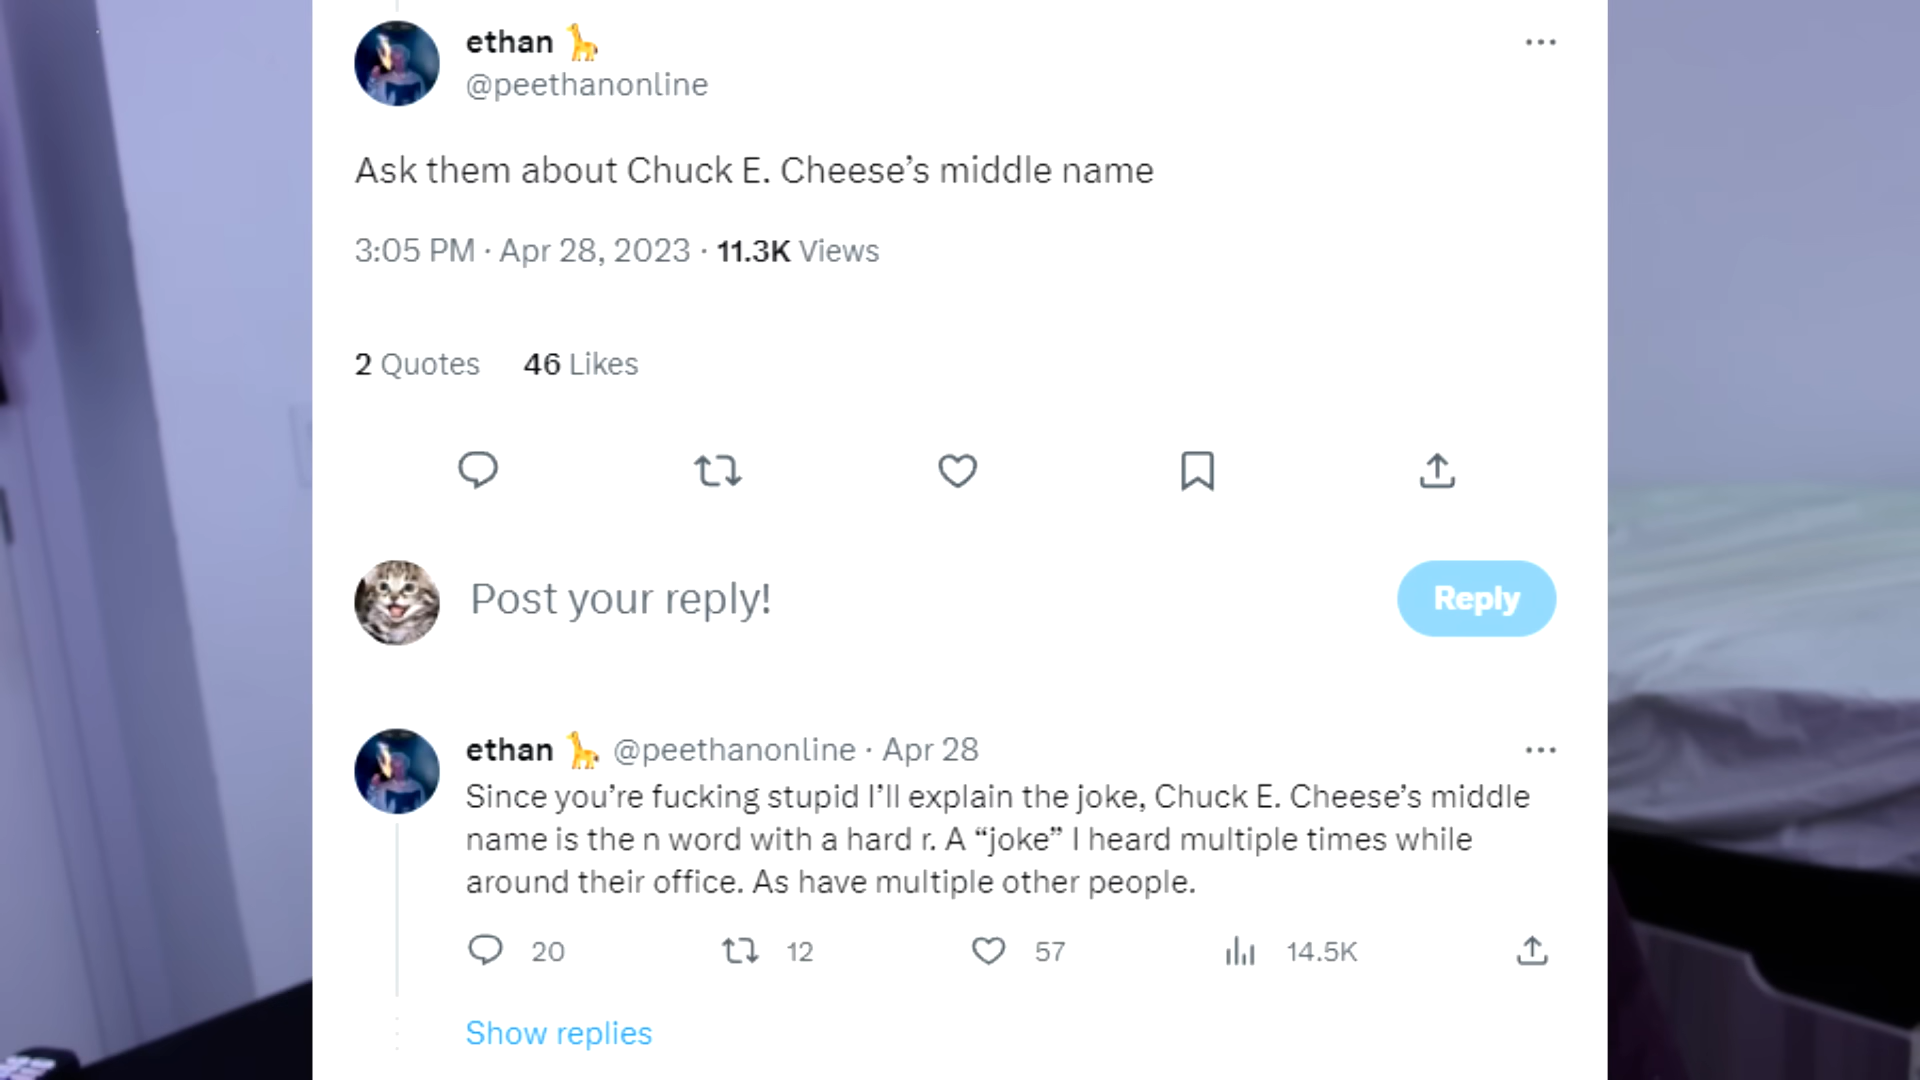 ethan 🦒
@peethanonline
Ask them about Chuck E. Cheese’s middle name
3:05 PM · Apr 28, 2023 · 11.3K Views
2 Quotes 46 Likes
Post your reply!
Reply
ethan 🦒 @peethanonline · Apr 28
Since you’re fucking stupid I’ll explain the joke, Chuck E. Cheese’s middle
name is the n word with a hard r. A “joke” I heard multiple times while
around their office. As have multiple other people.
20 12 57 14.5K
Show replies